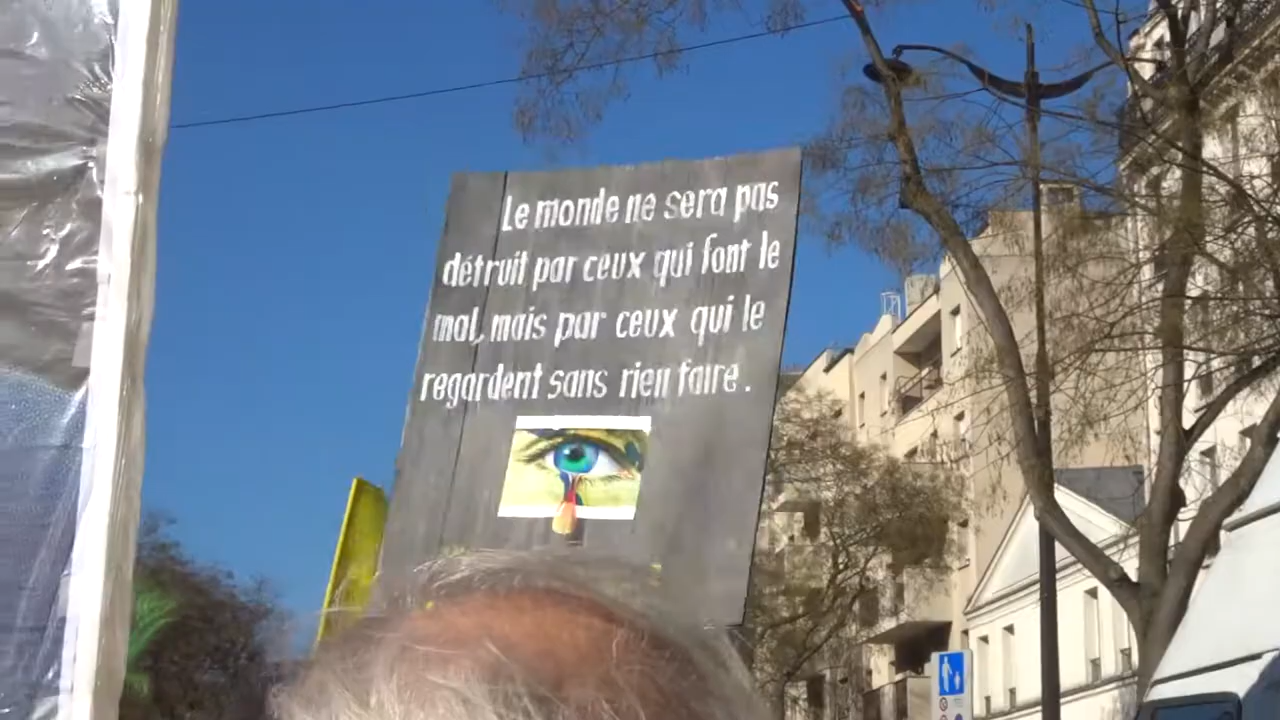 Le monde ne sera pas
détruit par ceux qui font le
mal, mais par ceux qui le
regardent sans rien faire.